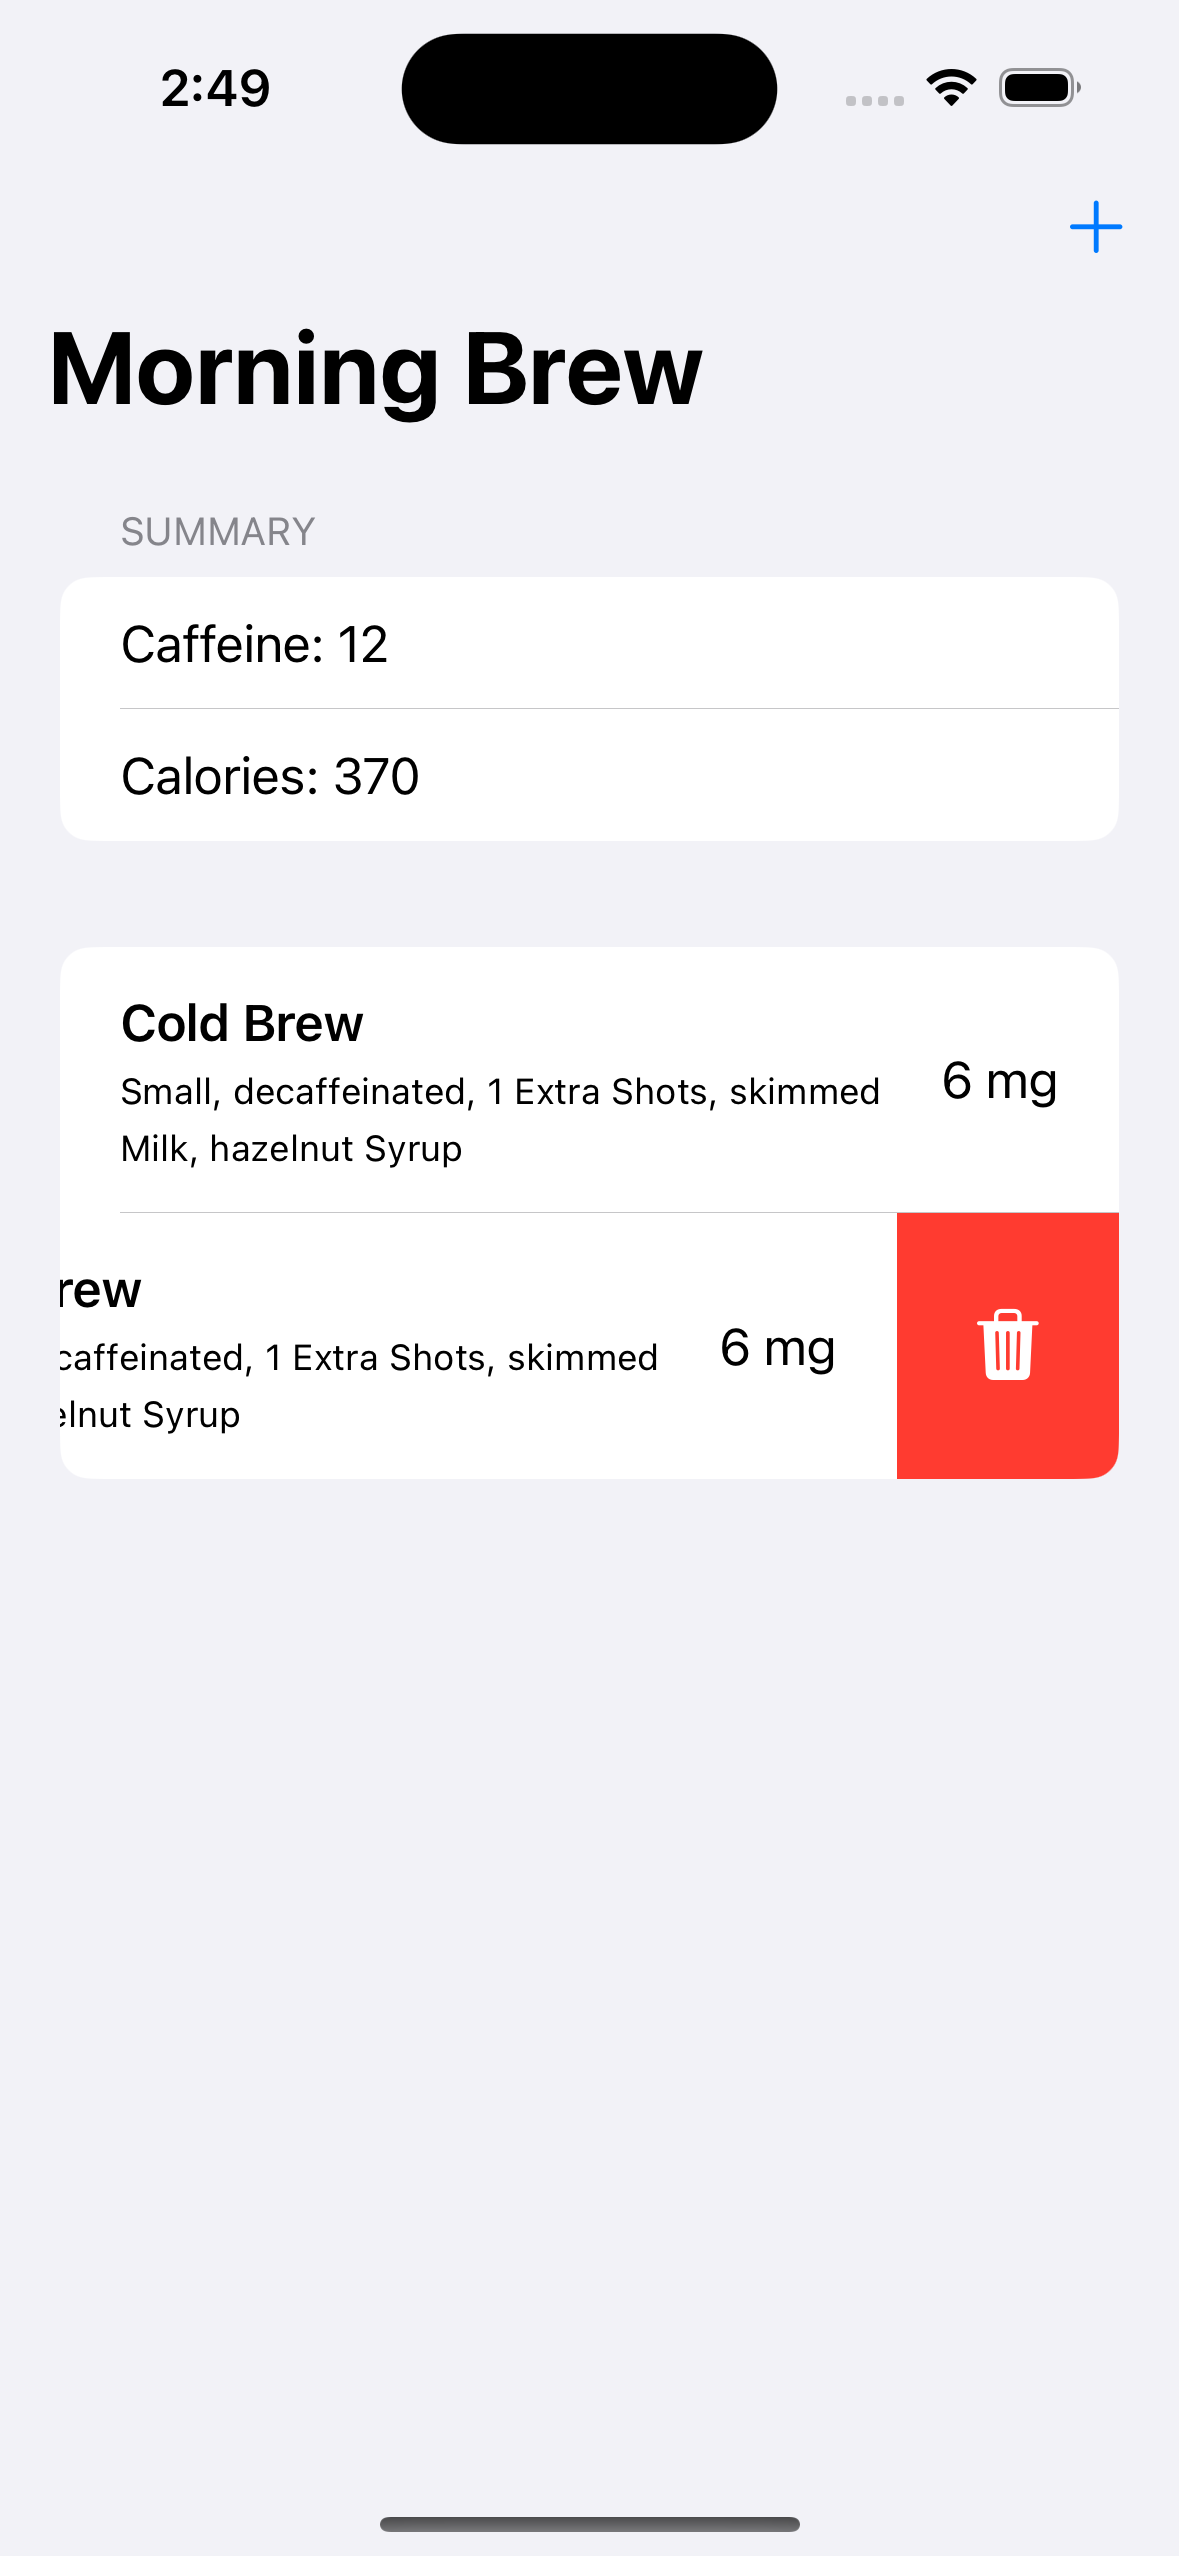 2:49
Morning Brew
SUMMARY
Caffeine: 12
Calories: 370
Cold Brew
Small, decaffeinated, 1 Extra Shots, skimmed
Milk, hazelnut Syrup
6 mg
rew
caffeinated, 1 Extra Shots, skimmed
elnut Syrup
6 mg